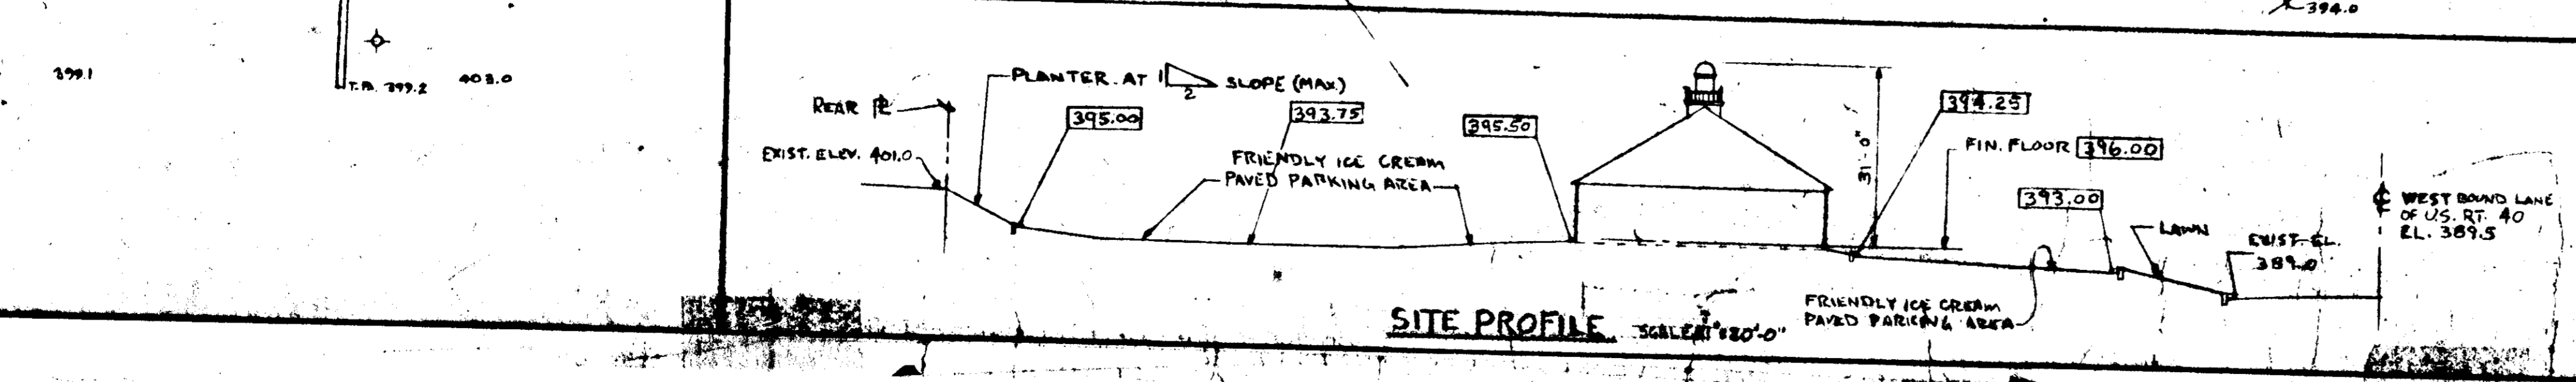 394.0
399.1
T.P. 399.2
403.0
PLANTER AT 1
2
SLOPE (MAX.)
REAR ⅊
395.00
393.75
395.50
394.25
EXIST. ELEV. 401.0
FRIENDLY ICE CREAM
PAVED PARKING AREA
31'-0"
FIN. FLOOR 396.00
393.00
LAWN
EXIST. EL.
389.0
℄ WEST BOUND LANE
OF U.S. RT. 40
EL. 389.5
FRIENDLY ICE CREAM
PAVED PARKING AREA
SITE PROFILE